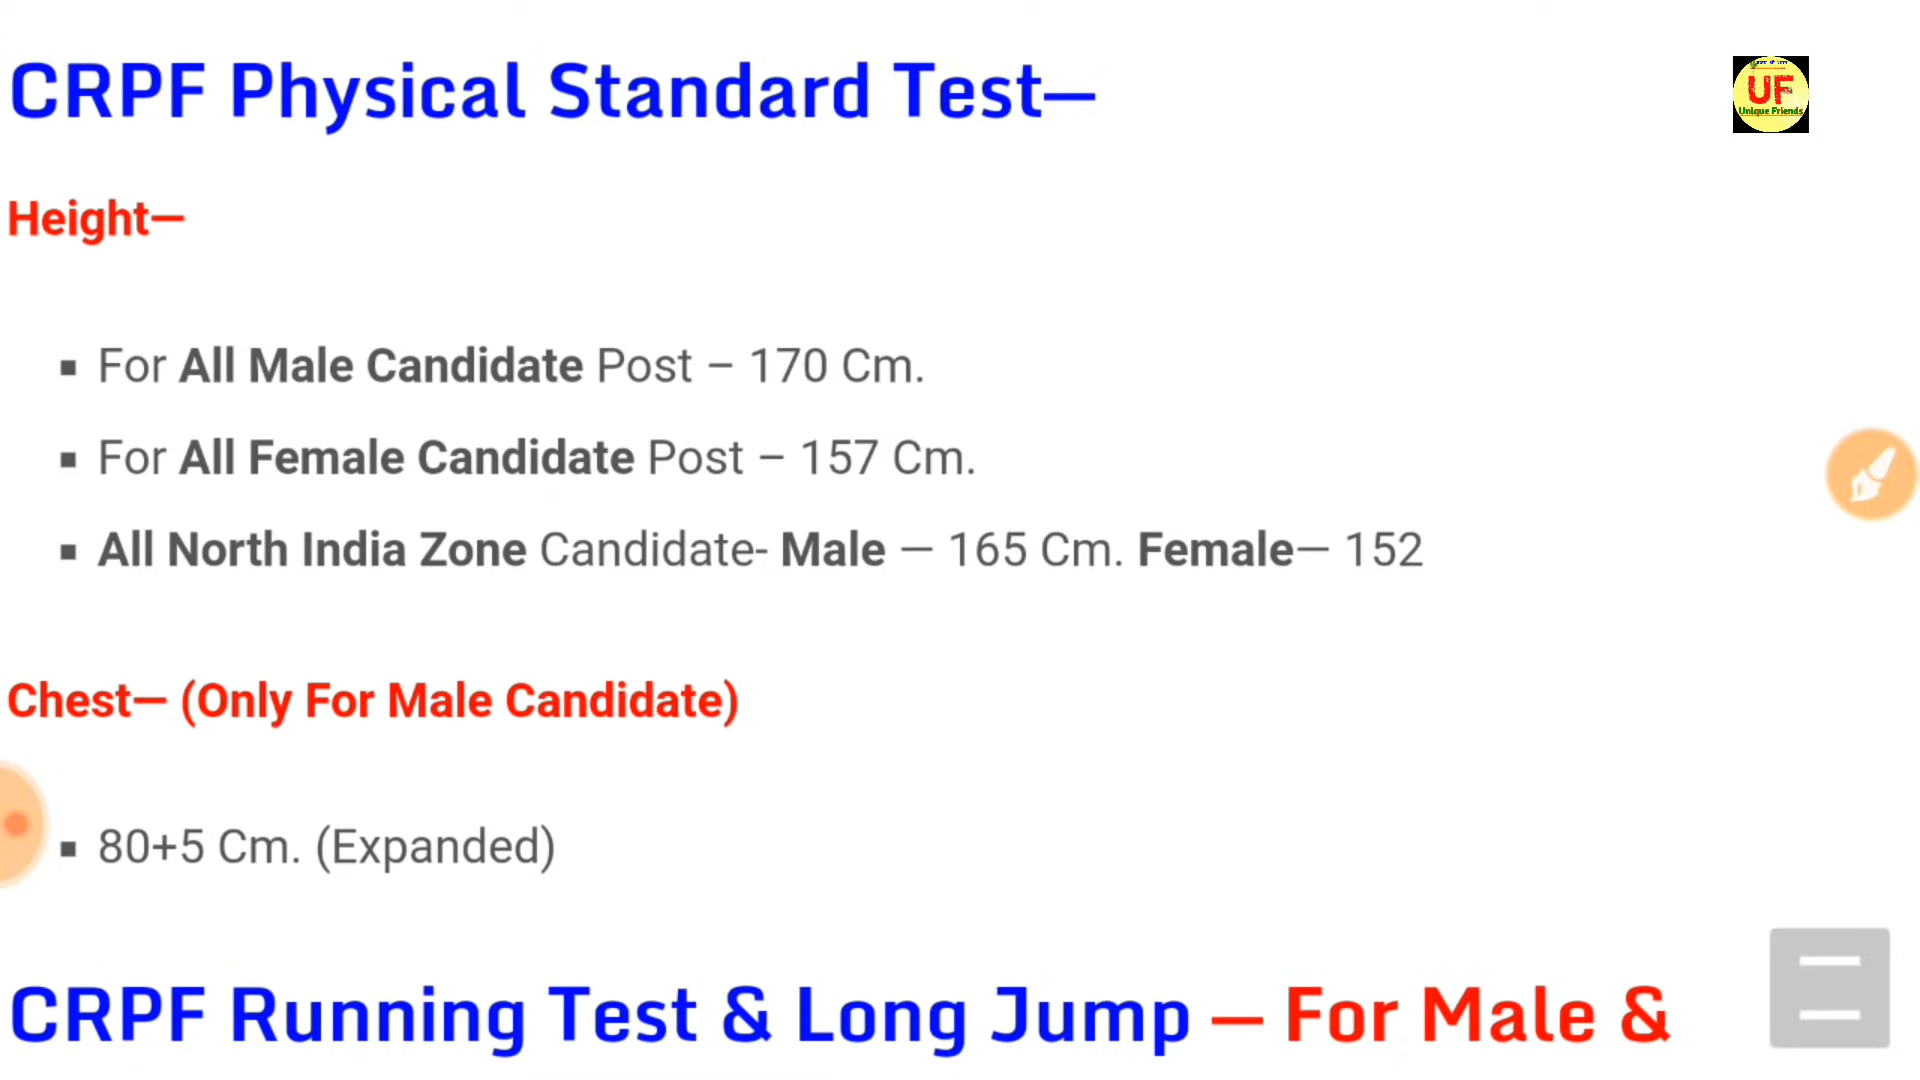 CRPF Physical Standard Test—
UF
Unique Friends
Height—
▪ For All Male Candidate Post – 170 Cm.
▪ For All Female Candidate Post – 157 Cm.
▪ All North India Zone Candidate- Male — 165 Cm. Female— 152
Chest— (Only For Male Candidate)
▪ 80+5 Cm. (Expanded)
CRPF Running Test & Long Jump — For Male &